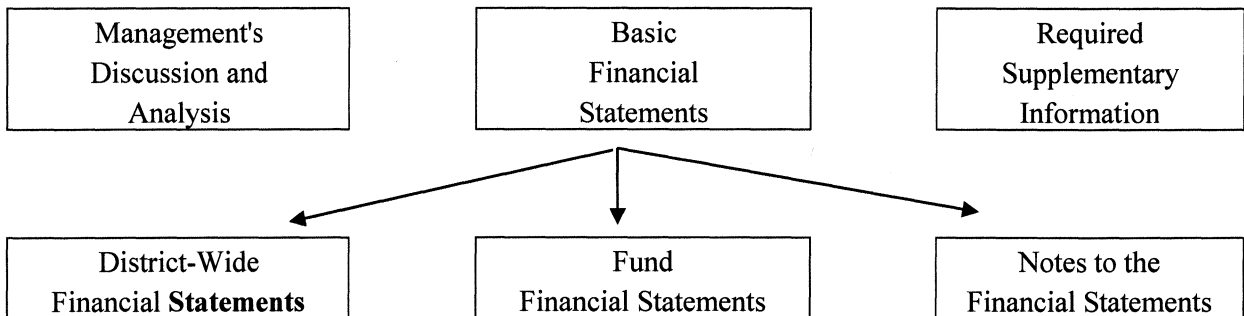 Management's
Discussion and
Analysis
Basic
Financial
Statements
Required
Supplementary
Information
District-Wide
Financial Statements
Fund
Financial Statements
Notes to the
Financial Statements